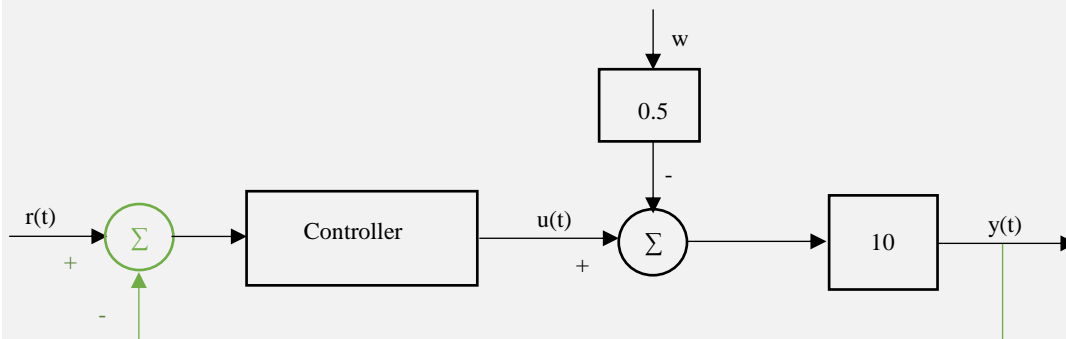 w
0.5
-
r(t)
∑
+
-
Controller
u(t)
+
∑
10
y(t)